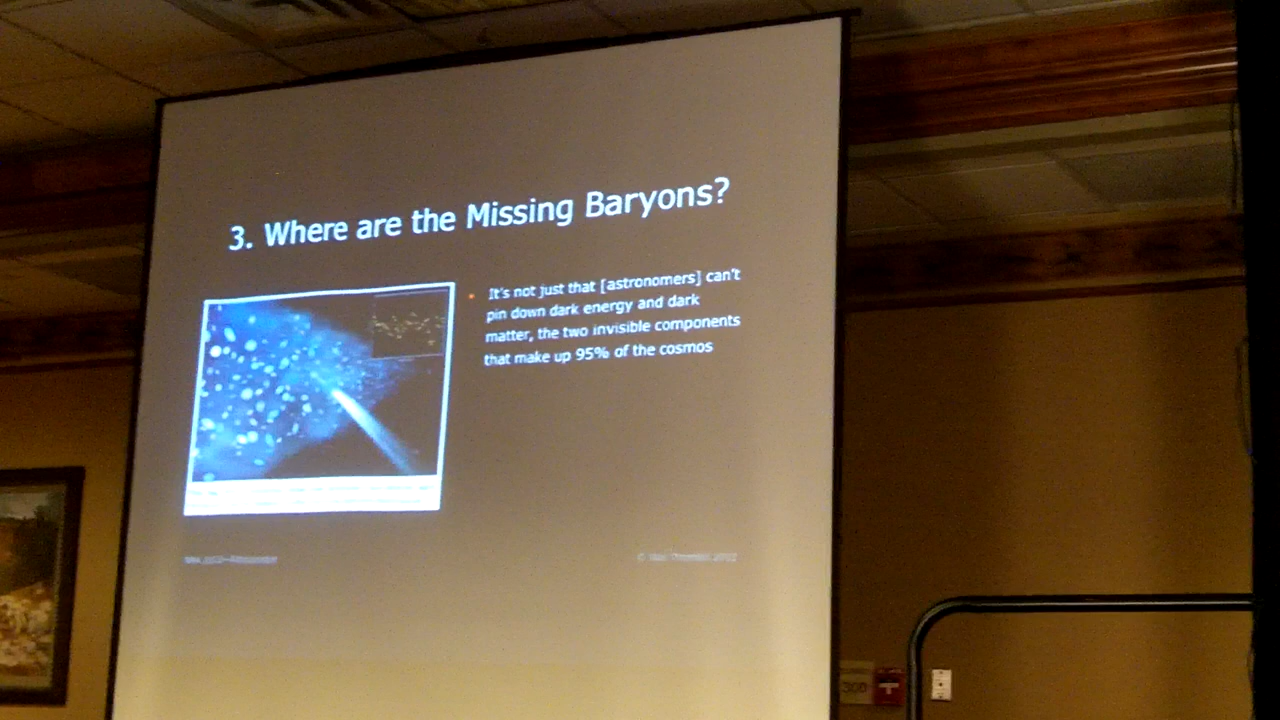 3. Where are the Missing Baryons?
It's not just that [astronomers] can't
pin down dark energy and dark
matter, the two invisible components
that make up 95% of the cosmos